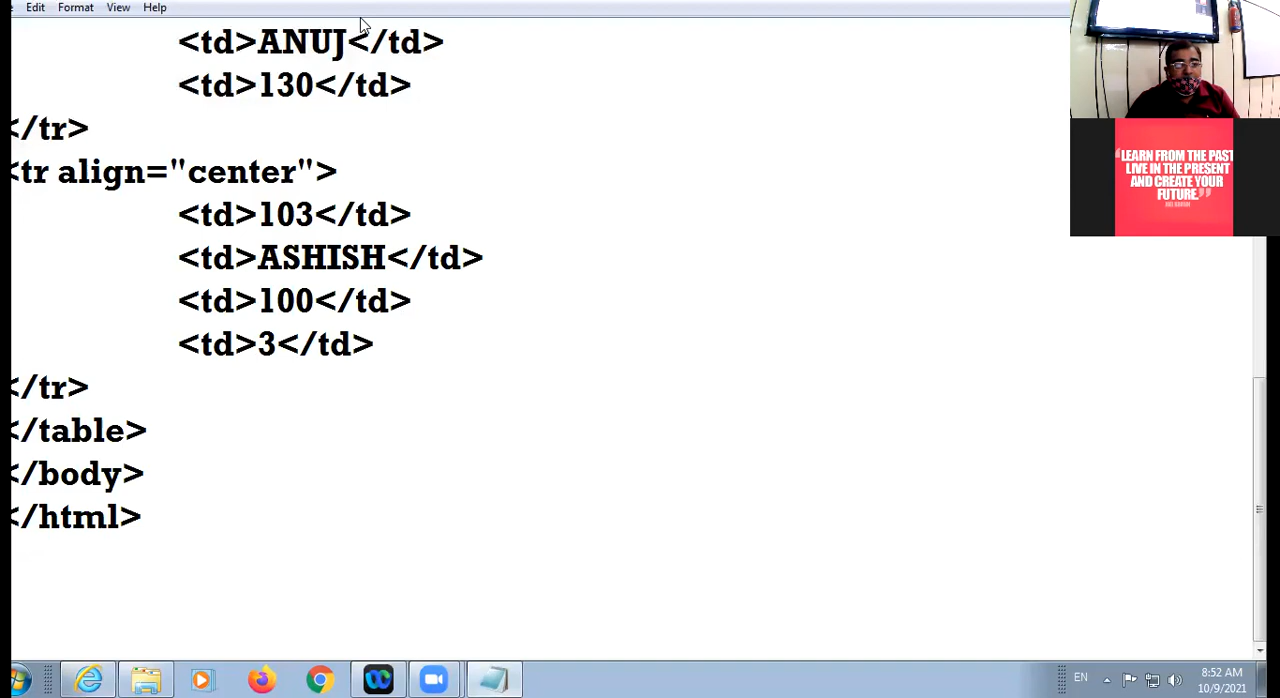 Edit Format View Help
<td>ANUJ</td>
<td>130</td>
</tr>
<tr align="center">
<td>103</td>
<td>ASHISH</td>
<td>100</td>
<td>3</td>
</tr>
</table>
</body>
</html>
"LEARN FROM THE PAST
LIVE IN THE PRESENT
AND CREATE YOUR
FUTURE."
EN
8:52 AM
10/9/2021